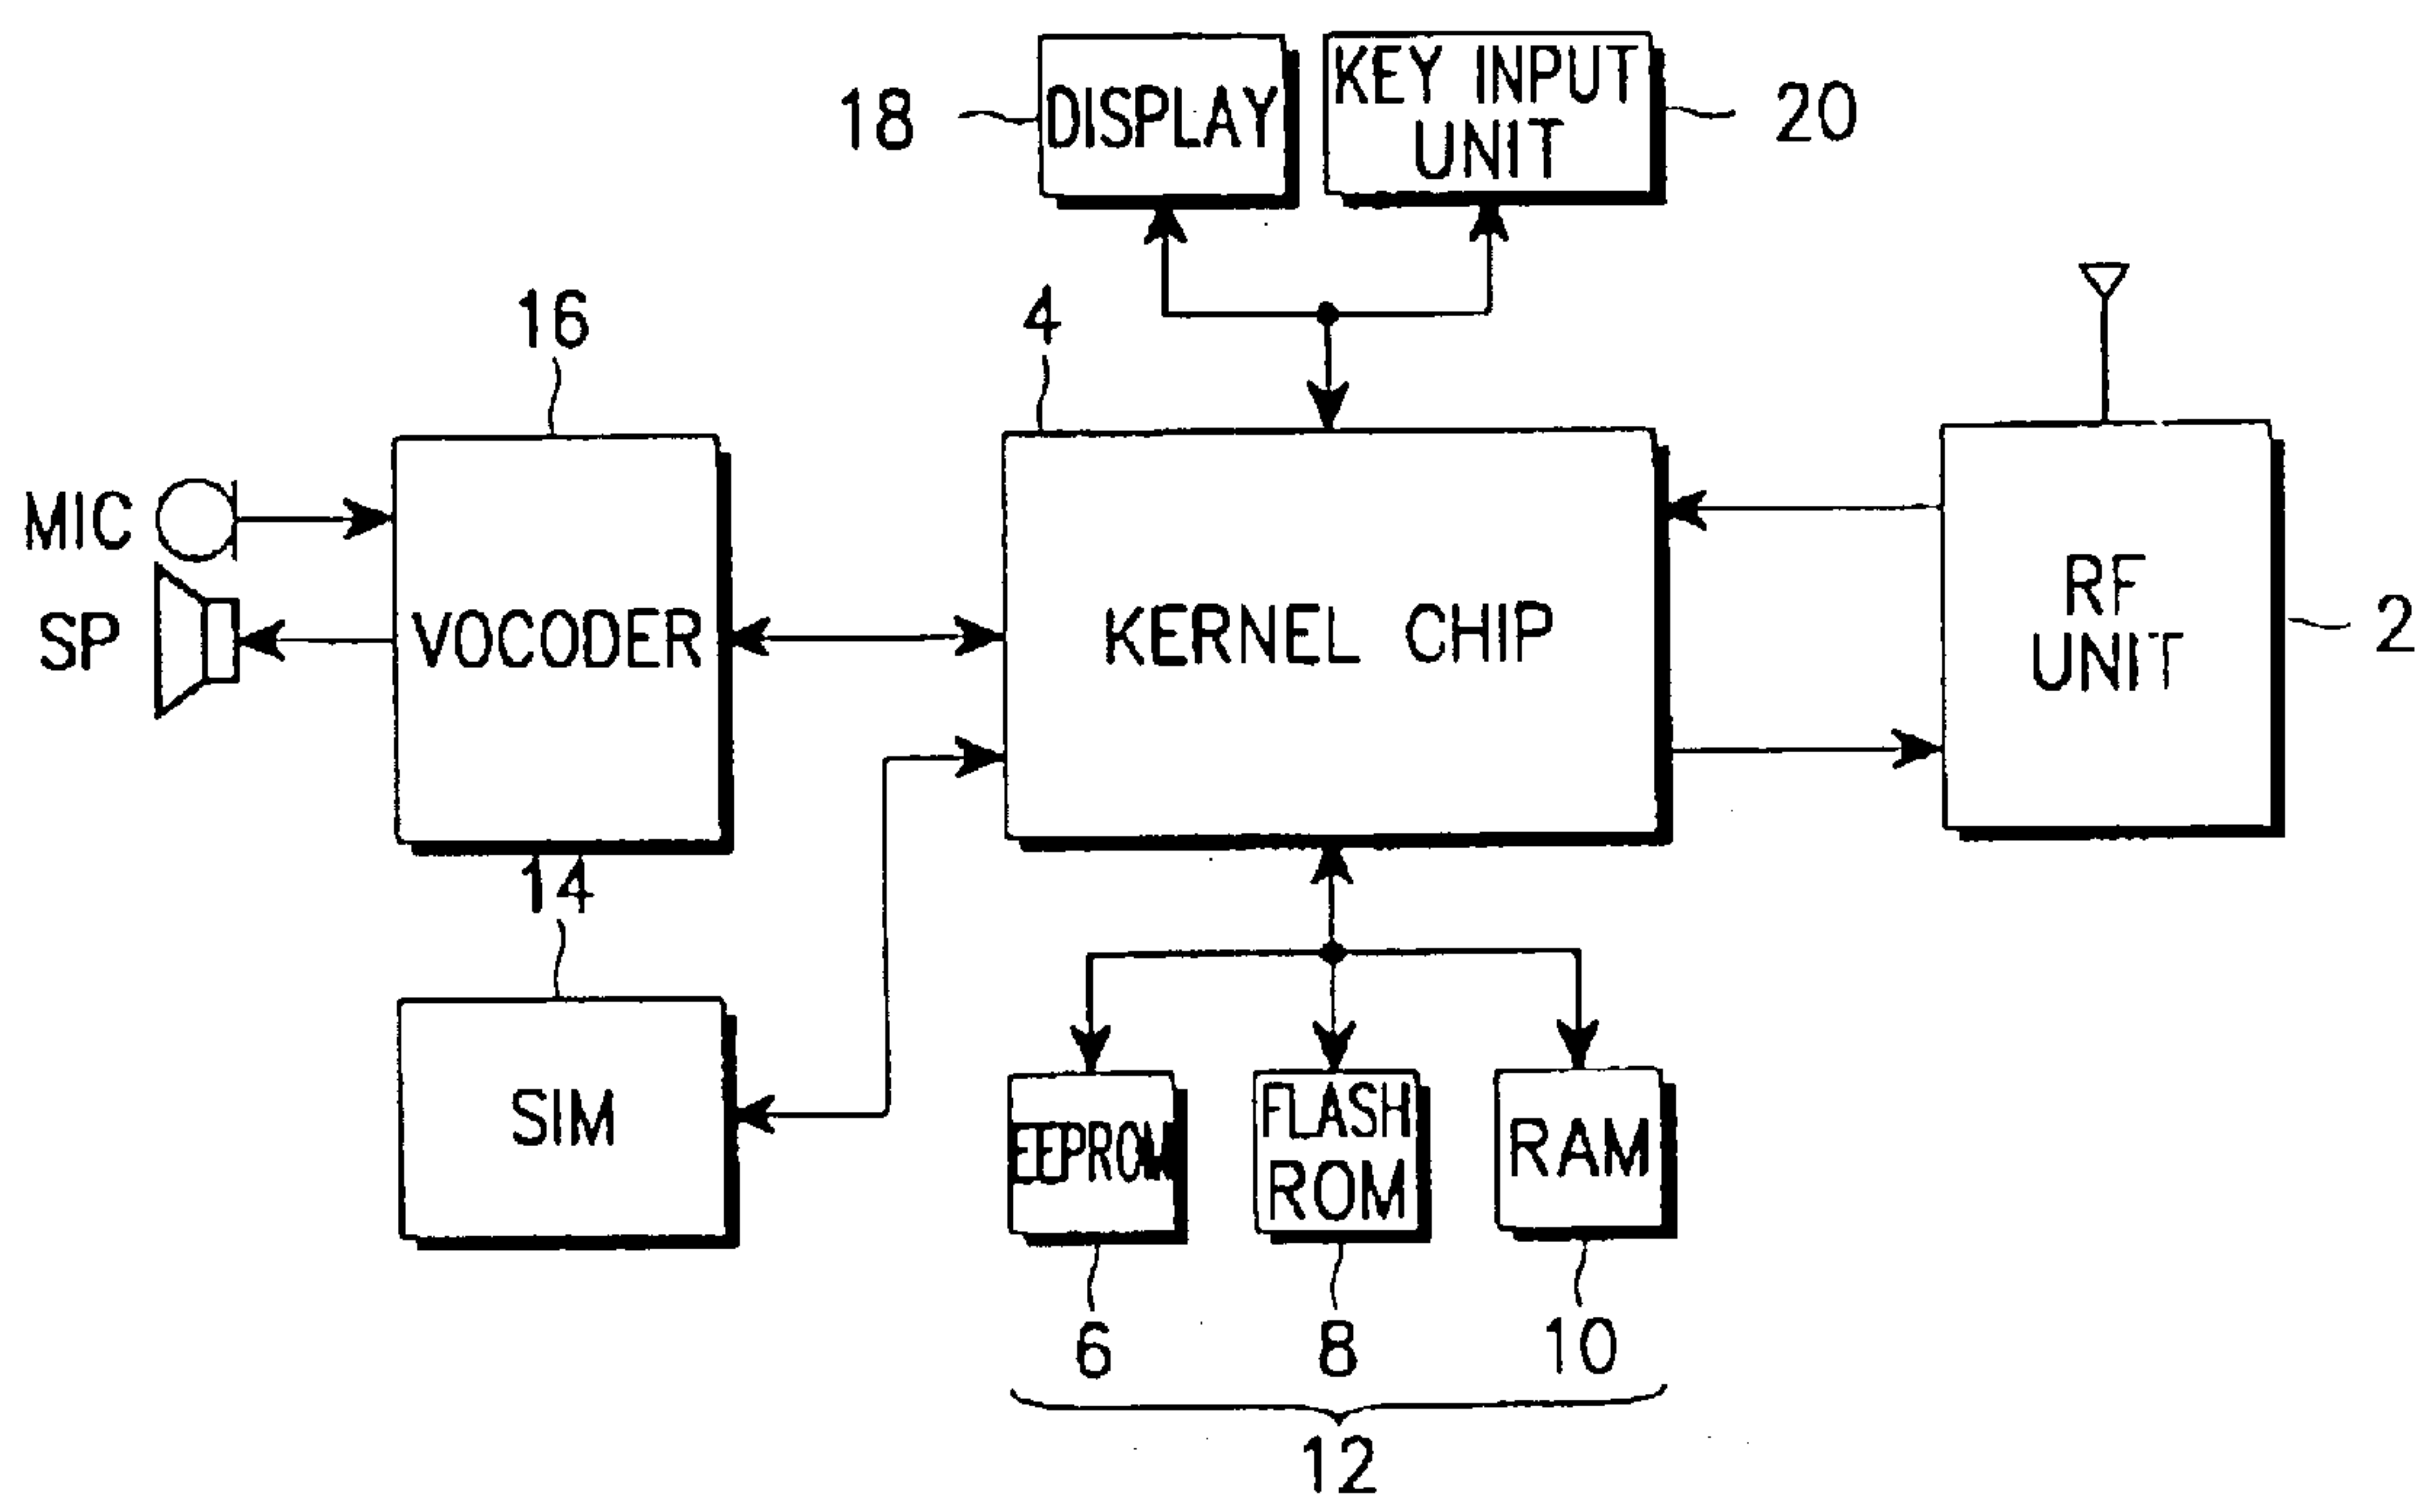 18
DISPLAY
KEY INPUT
UNIT
20
16
4
MIC
SP
VOCODER
KERNEL CHIP
RF
UNIT
2
14
SIM
EEPROM
FLASH
ROM
RAM
6
8
10
12